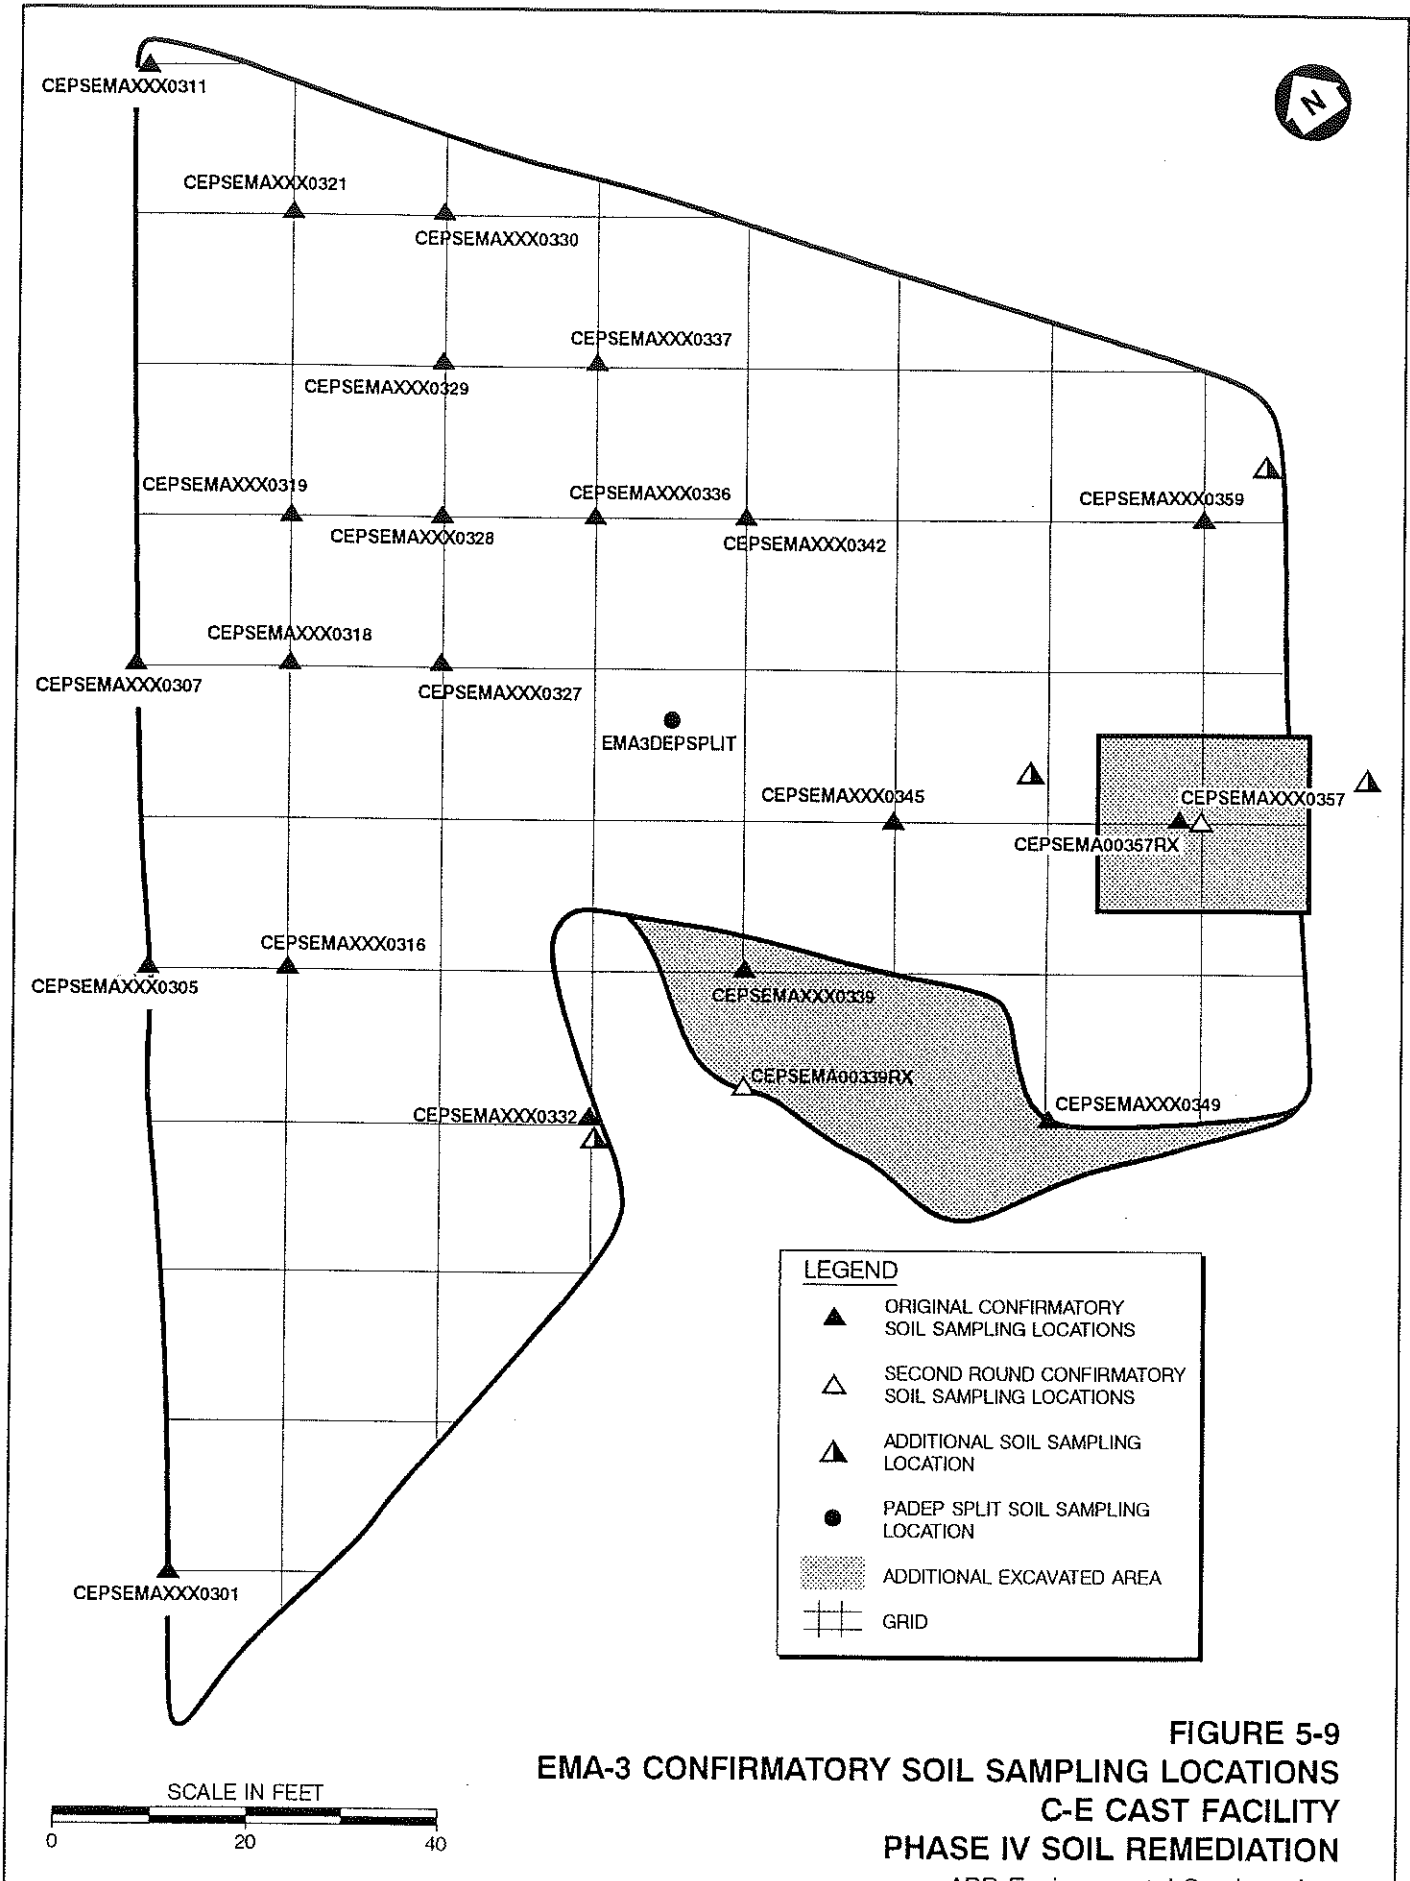 N
CEPSEMAXXX0311
CEPSEMAXXX0321
CEPSEMAXXX0330
CEPSEMAXXX0337
CEPSEMAXXX0329
CEPSEMAXXX0319
CEPSEMAXXX0336
CEPSEMAXXX0359
CEPSEMAXXX0328
CEPSEMAXXX0342
CEPSEMAXXX0318
CEPSEMAXXX0307
CEPSEMAXXX0327
EMA3DEPSPLIT
CEPSEMAXXX0345
CEPSEMAXXX0357
CEPSEMA00357RX
CEPSEMAXXX0316
CEPSEMAXXX0305
CEPSEMAXXX0339
CEPSEMA00339RX
CEPSEMAXXX0332
CEPSEMAXXX0349
LEGEND
ORIGINAL CONFIRMATORY
SOIL SAMPLING LOCATIONS
SECOND ROUND CONFIRMATORY
SOIL SAMPLING LOCATIONS
ADDITIONAL SOIL SAMPLING
LOCATION
PADEP SPLIT SOIL SAMPLING
LOCATION
ADDITIONAL EXCAVATED AREA
GRID
CEPSEMAXXX0301
SCALE IN FEET
0 20 40
FIGURE 5-9
EMA-3 CONFIRMATORY SOIL SAMPLING LOCATIONS
C-E CAST FACILITY
PHASE IV SOIL REMEDIATION